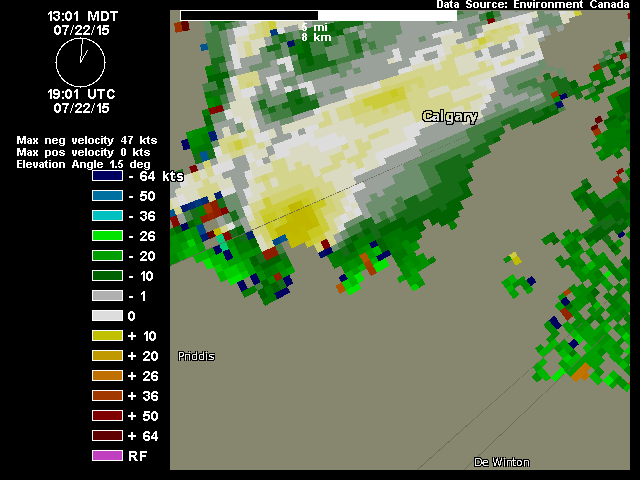 Data Source: Environment Canada
13:01 MDT
07/22/15
5 mi
8 km
19:01 UTC
07/22/15
Calgary
Max neg velocity 47 kts
Max pos velocity 0 kts
Elevation Angle 1.5 deg
- 64 kts
- 50
- 36
- 26
- 20
- 10
- 1
0
+ 10
+ 20
+ 26
+ 36
+ 50
+ 64
RF
Priddis
De Winton